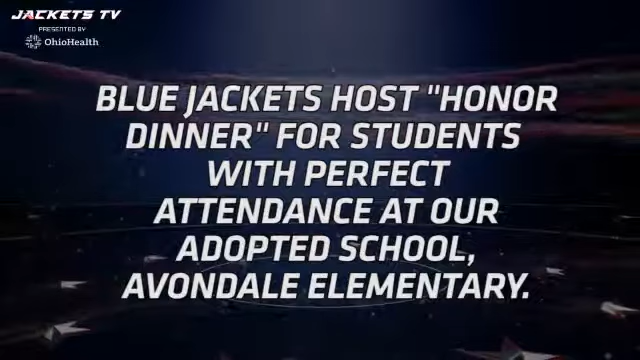 JACKETS TV
PRESENTED BY
OhioHealth
BLUE JACKETS HOST "HONOR
DINNER" FOR STUDENTS
WITH PERFECT
ATTENDANCE AT OUR
ADOPTED SCHOOL,
AVONDALE ELEMENTARY.